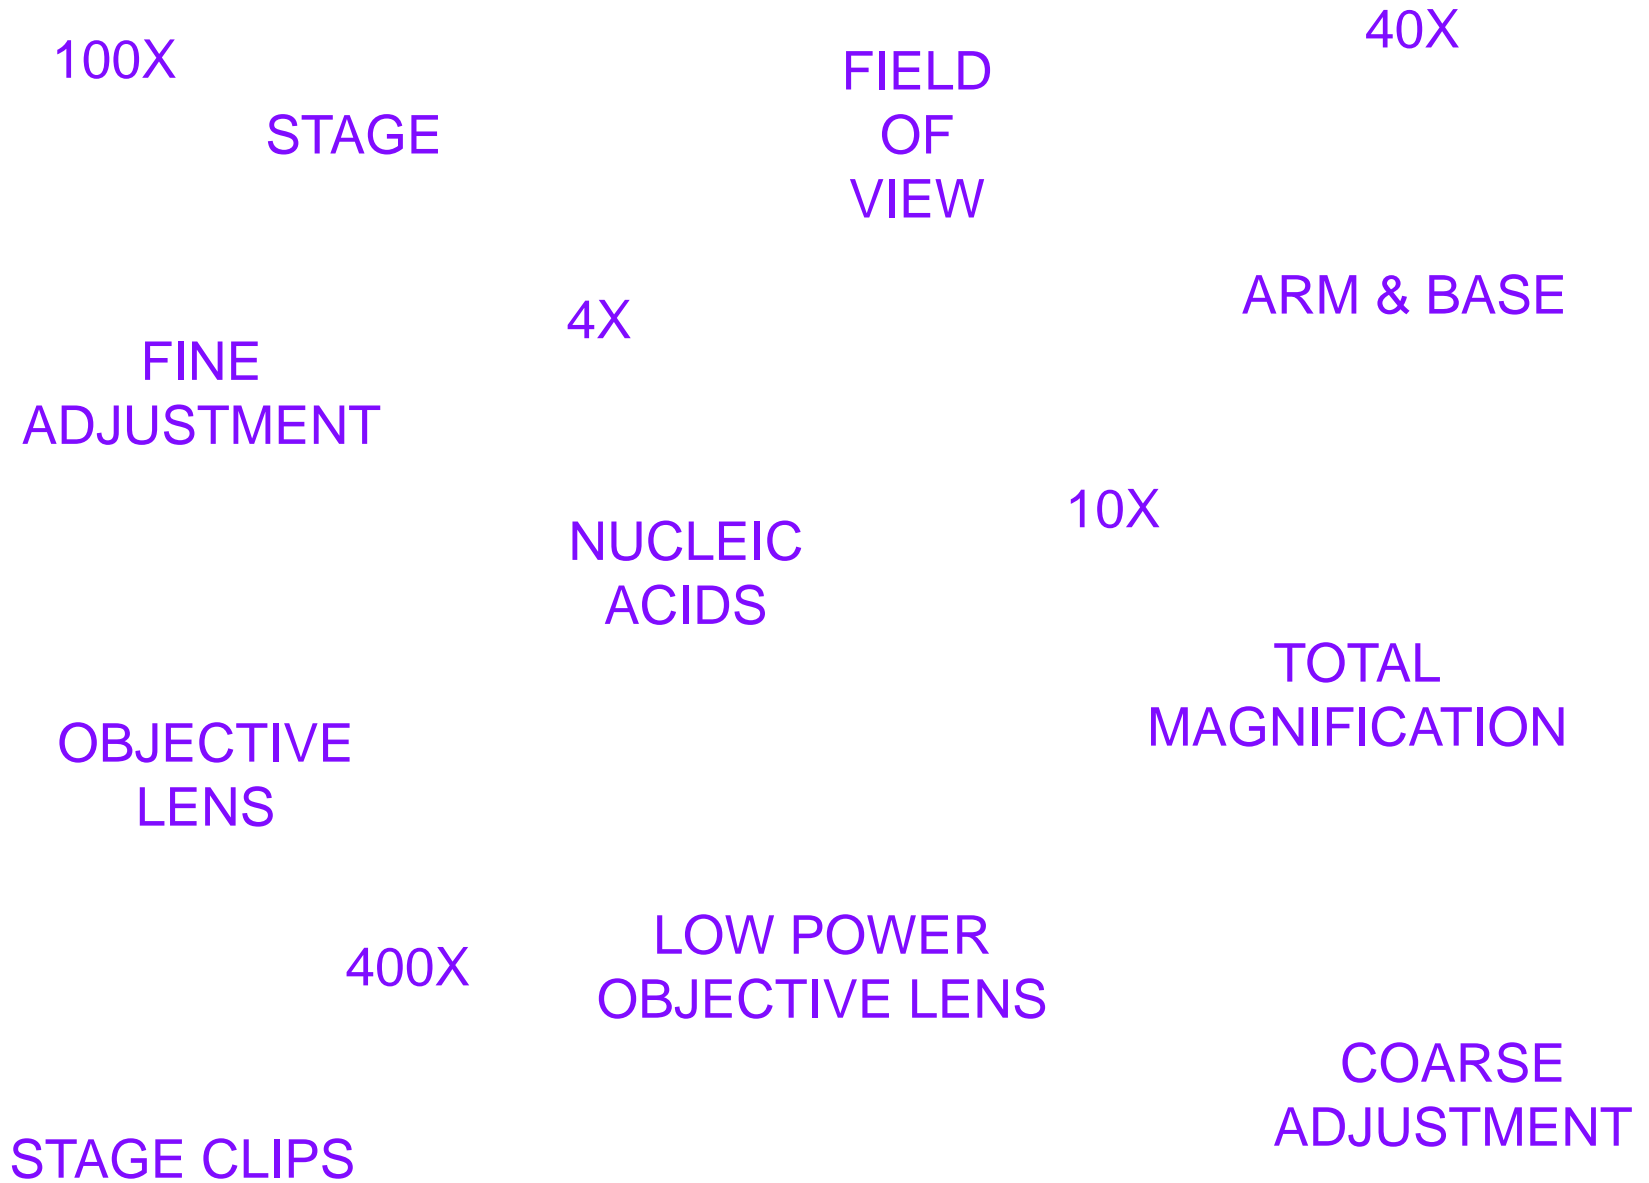 100X
40X
FIELD
OF
VIEW
STAGE
ARM & BASE
4X
FINE
ADJUSTMENT
10X
NUCLEIC
ACIDS
TOTAL
MAGNIFICATION
OBJECTIVE
LENS
LOW POWER
OBJECTIVE LENS
400X
COARSE
ADJUSTMENT
STAGE CLIPS